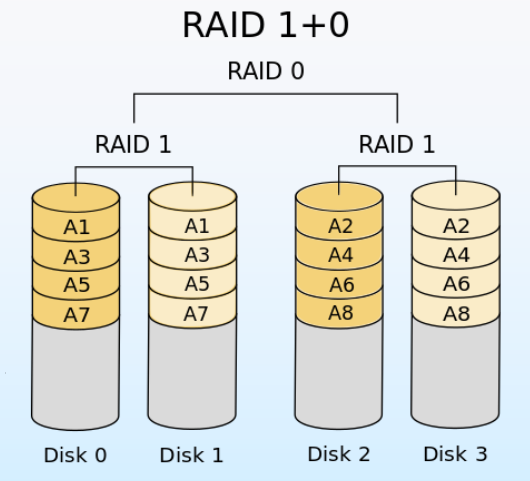 RAID 1+0
RAID 0
RAID 1 RAID 1
A1 A1 A2 A2
A3 A3 A4 A4
A5 A5 A6 A6
A7 A7 A8 A8
Disk 0 Disk 1 Disk 2 Disk 3